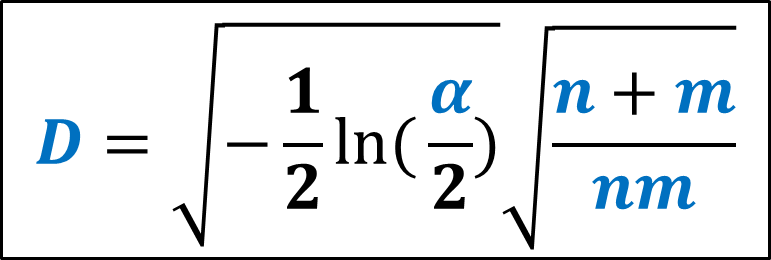 D = √(−1/2 ln(α/2)) √((n + m)/(nm))